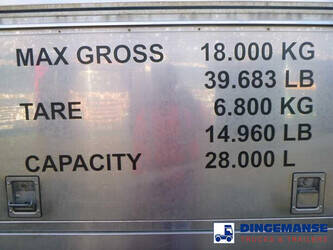 MAX GROSS 18.000 KG
39.683 LB
TARE 6.800 KG
14.960 LB
CAPACITY 28.000 L
DINGEMANSE